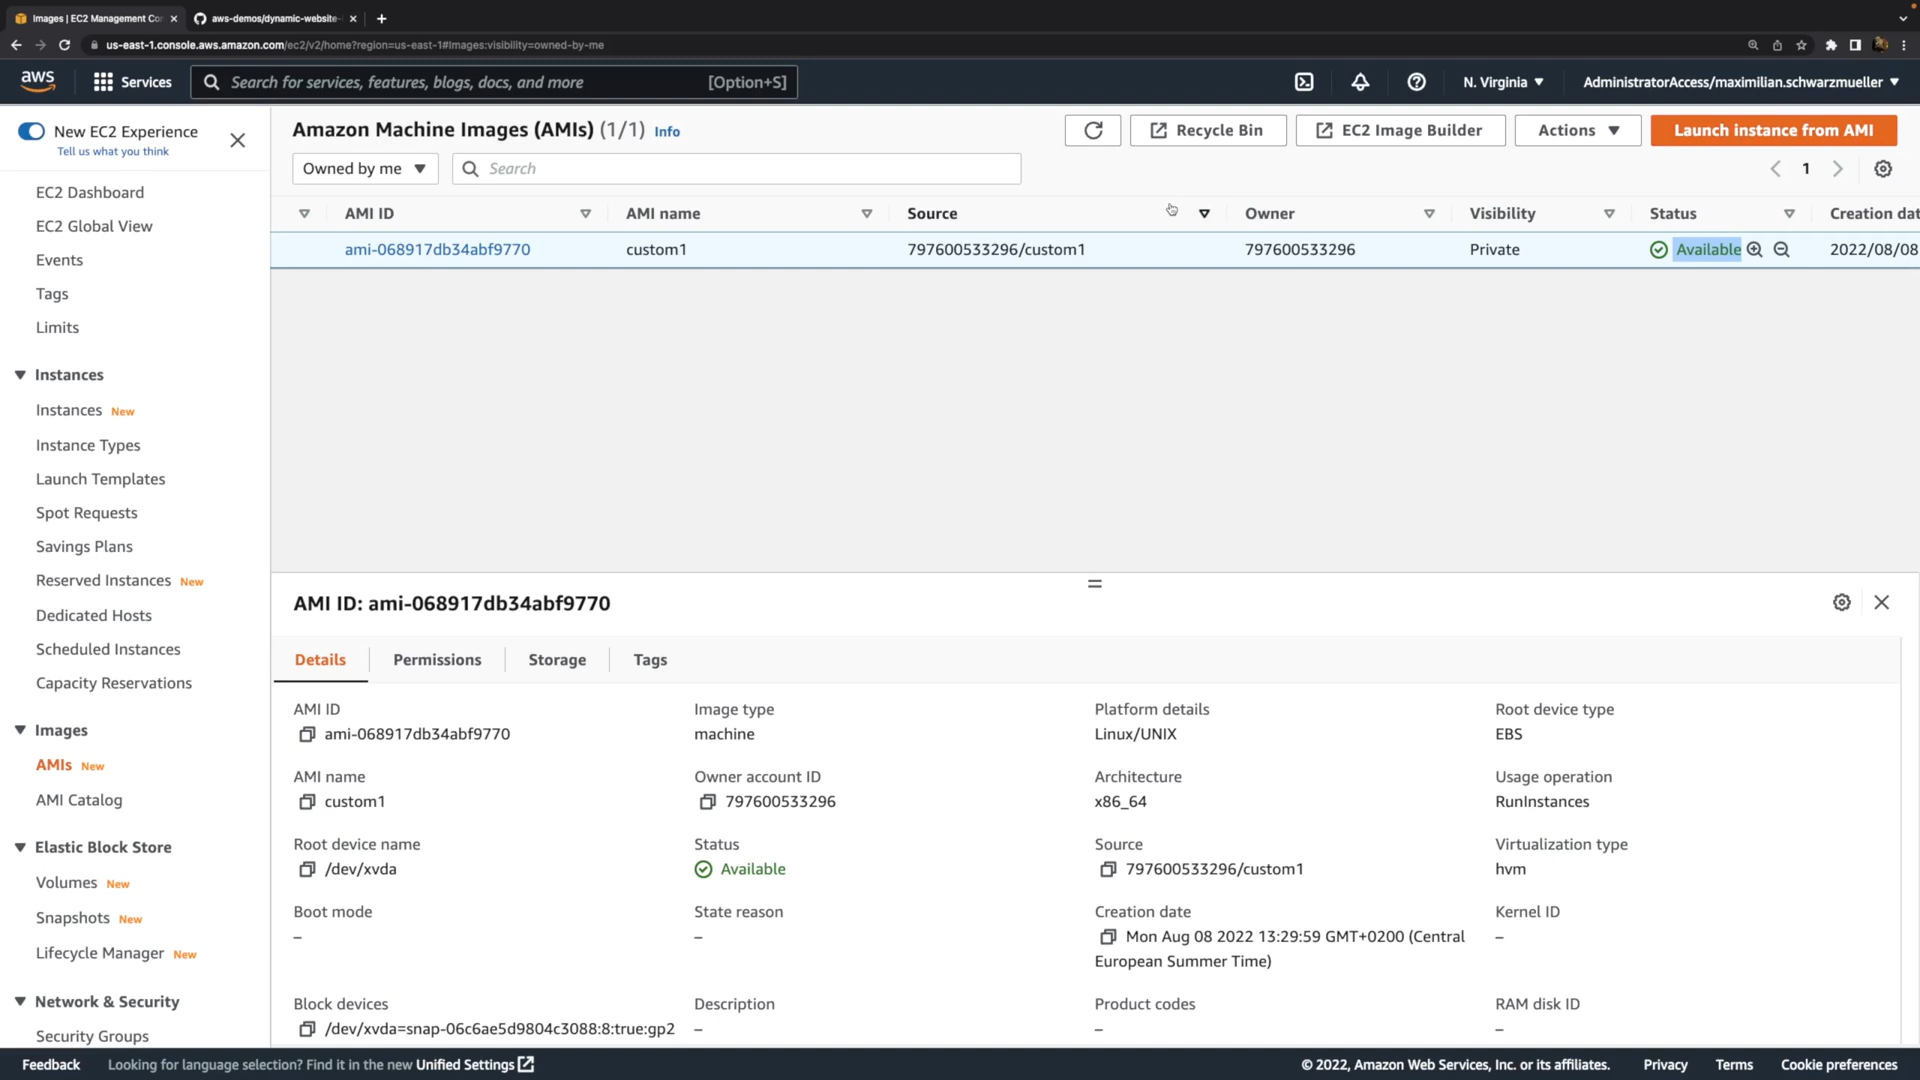 Images | EC2 Management Con
aws-demos/dynamic-website-
us-east-1.console.aws.amazon.com/ec2/v2/home?region=us-east-1#Images:visibility=owned-by-me
aws
Services
Search for services, features, blogs, docs, and more
[Option+S]
N. Virginia
AdministratorAccess/maximilian.schwarzmueller
New EC2 Experience
Tell us what you think
EC2 Dashboard
EC2 Global View
Events
Tags
Limits
Instances
Instances New
Instance Types
Launch Templates
Spot Requests
Savings Plans
Reserved Instances New
Dedicated Hosts
Scheduled Instances
Capacity Reservations
Images
AMIs New
AMI Catalog
Elastic Block Store
Volumes New
Snapshots New
Lifecycle Manager New
Network & Security
Security Groups
Amazon Machine Images (AMIs) (1/1) Info
Recycle Bin
EC2 Image Builder
Actions
Launch instance from AMI
Owned by me
Search
1
AMI ID
AMI name
Source
Owner
Visibility
Status
Creation dat
ami-068917db34abf9770
custom1
797600533296/custom1
797600533296
Private
Available
2022/08/08
AMI ID: ami-068917db34abf9770
Details
Permissions
Storage
Tags
AMI ID
ami-068917db34abf9770
Image type
machine
Platform details
Linux/UNIX
Root device type
EBS
AMI name
custom1
Owner account ID
797600533296
Architecture
x86_64
Usage operation
RunInstances
Root device name
/dev/xvda
Status
Available
Source
797600533296/custom1
Virtualization type
hvm
Boot mode
–
State reason
–
Creation date
Mon Aug 08 2022 13:29:59 GMT+0200 (Central
European Summer Time)
Kernel ID
–
Block devices
/dev/xvda=snap-06c6ae5d9804c3088:8:true:gp2
Description
–
Product codes
–
RAM disk ID
–
Feedback
Looking for language selection? Find it in the new Unified Settings
© 2022, Amazon Web Services, Inc. or its affiliates.
Privacy
Terms
Cookie preferences